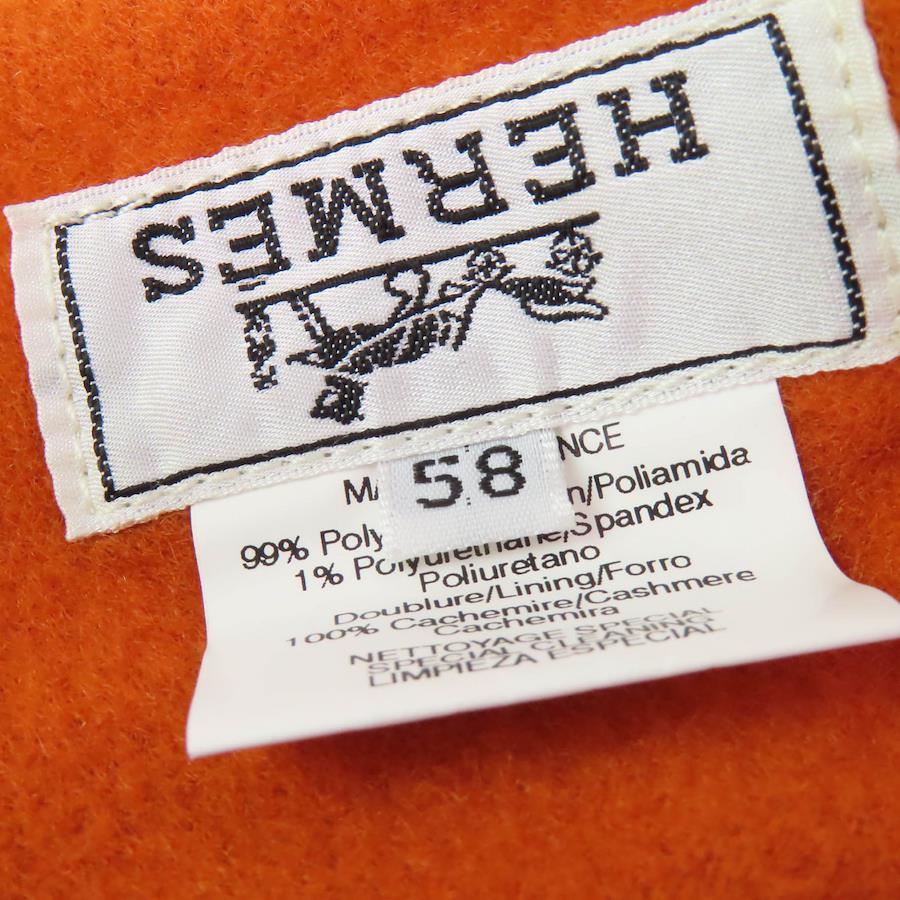 HERMES
58
NCE
n/Poliamida
99% Poly
Spandex
1% Polyurethane/
Poliuretano
Doublure/Lining/Forro
100% Cachemire/Cashmere
Cachemira
NETTOYAGE SPECIAL
SPECIAL CLEANING
LIMPIEZA ESPECIAL